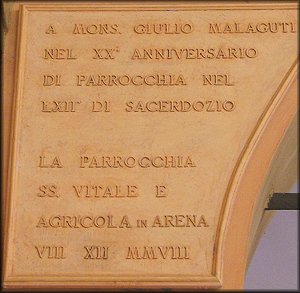 A MONS. GIULIO MALAGUTI
NEL XX° ANNIVERSARIO
DI PARROCCHIA NEL
LXII° DI SACERDOZIO
LA PARROCCHIA
SS. VITALE E
AGRICOLA IN ARENA
VIII XII MMVIII